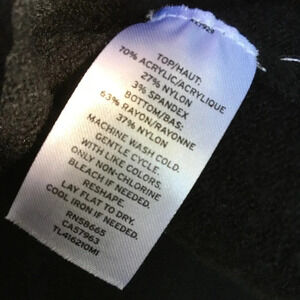 TOP/HAUT:
70% ACRYLIC/ACRYLIQUE
27% NYLON
3% SPANDEX
BOTTOM/BAS:
63% RAYON/RAYONNE
37% NYLON
MACHINE WASH COLD.
GENTLE CYCLE.
WITH LIKE COLORS.
ONLY NON-CHLORINE
BLEACH IF NEEDED.
RESHAPE.
LAY FLAT TO DRY.
COOL IRON IF NEEDED.
RN58665
CA57963
TL416210MI